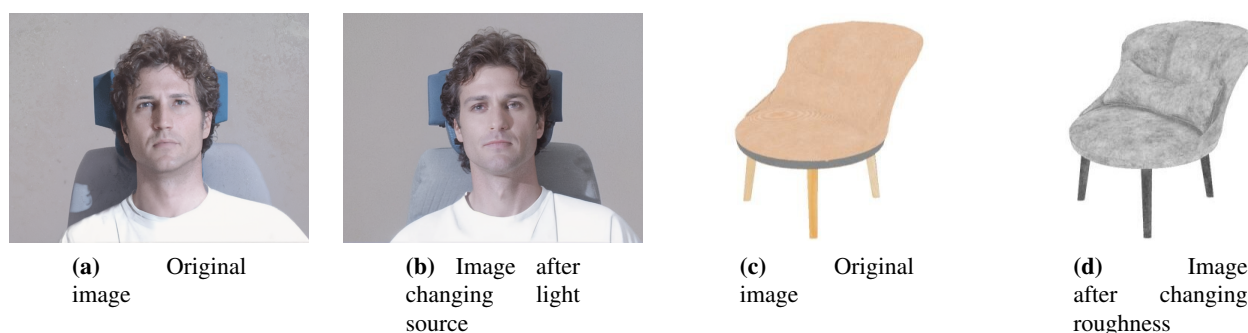 (a) Original
image
(b) Image after
changing light
source
(c) Original
image
(d) Image
after changing
roughness